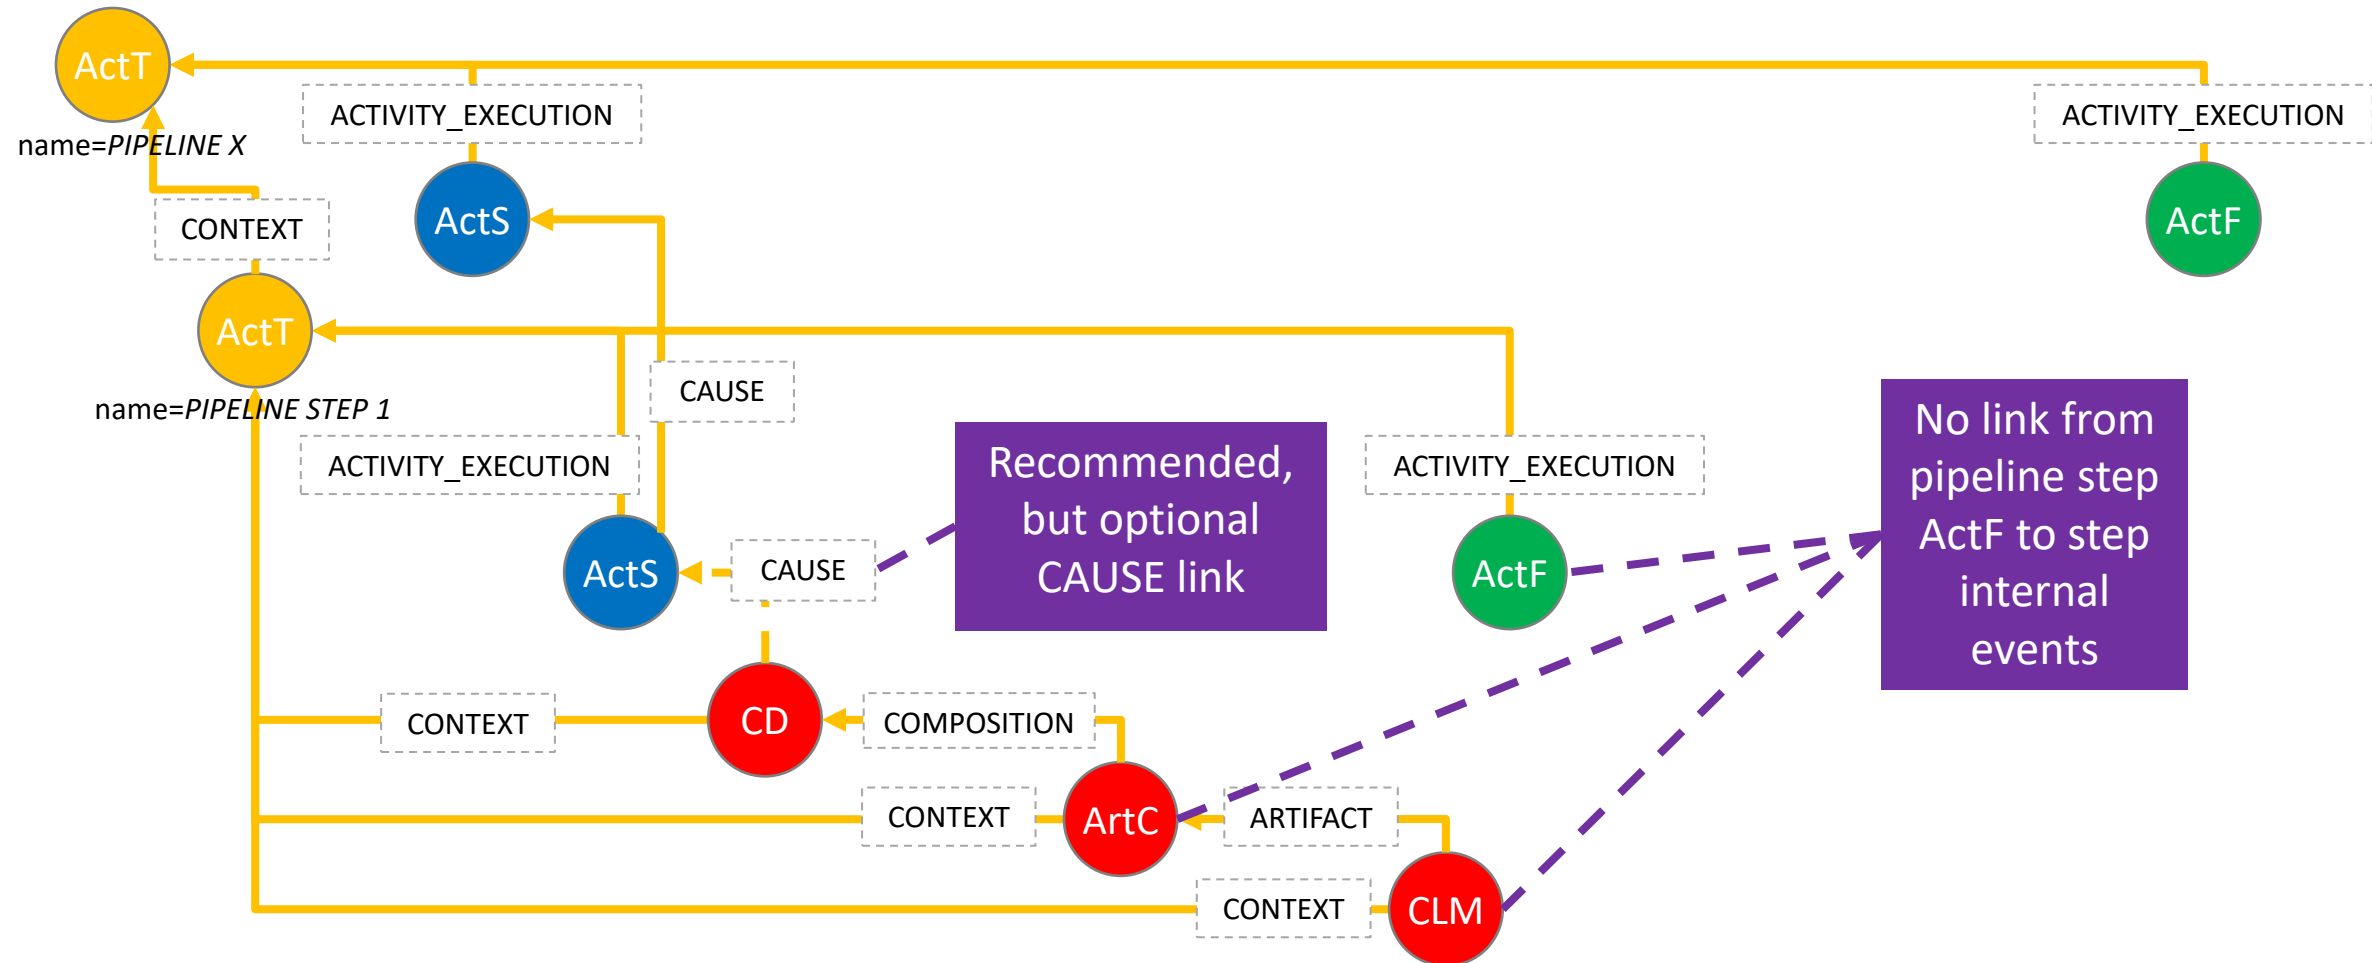 ActT
ACTIVITY_EXECUTION
ACTIVITY_EXECUTION
name=PIPELINE X
CONTEXT
ActS
ActF
ActT
name=PIPELINE STEP 1
CAUSE
ACTIVITY_EXECUTION
Recommended,
but optional
CAUSE link
ACTIVITY_EXECUTION
No link from
pipeline step
ActF to step
internal
events
ActS
CAUSE
ActF
CONTEXT
CD
COMPOSITION
CONTEXT
ArtC
ARTIFACT
CONTEXT
CLM